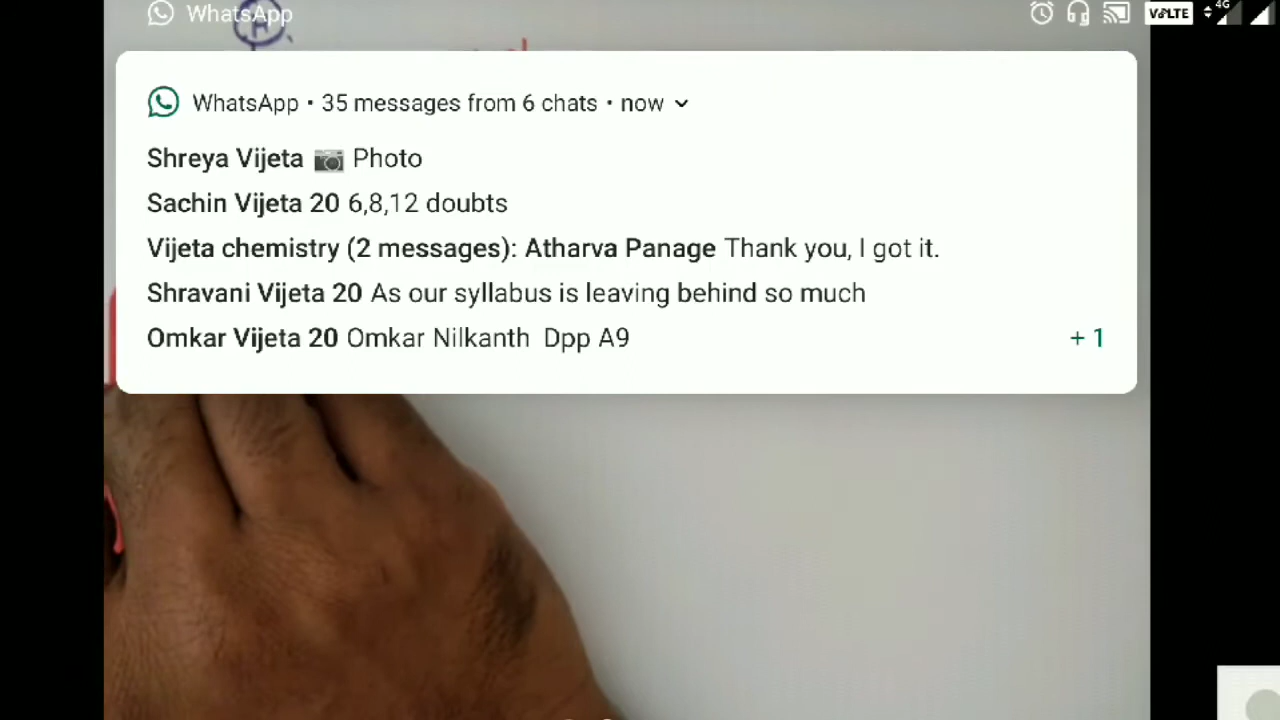 WhatsApp
VoLTE 4G
WhatsApp • 35 messages from 6 chats • now
Shreya Vijeta 📷 Photo
Sachin Vijeta 20 6,8,12 doubts
Vijeta chemistry (2 messages): Atharva Panage Thank you, I got it.
Shravani Vijeta 20 As our syllabus is leaving behind so much
Omkar Vijeta 20 Omkar Nilkanth Dpp A9 + 1